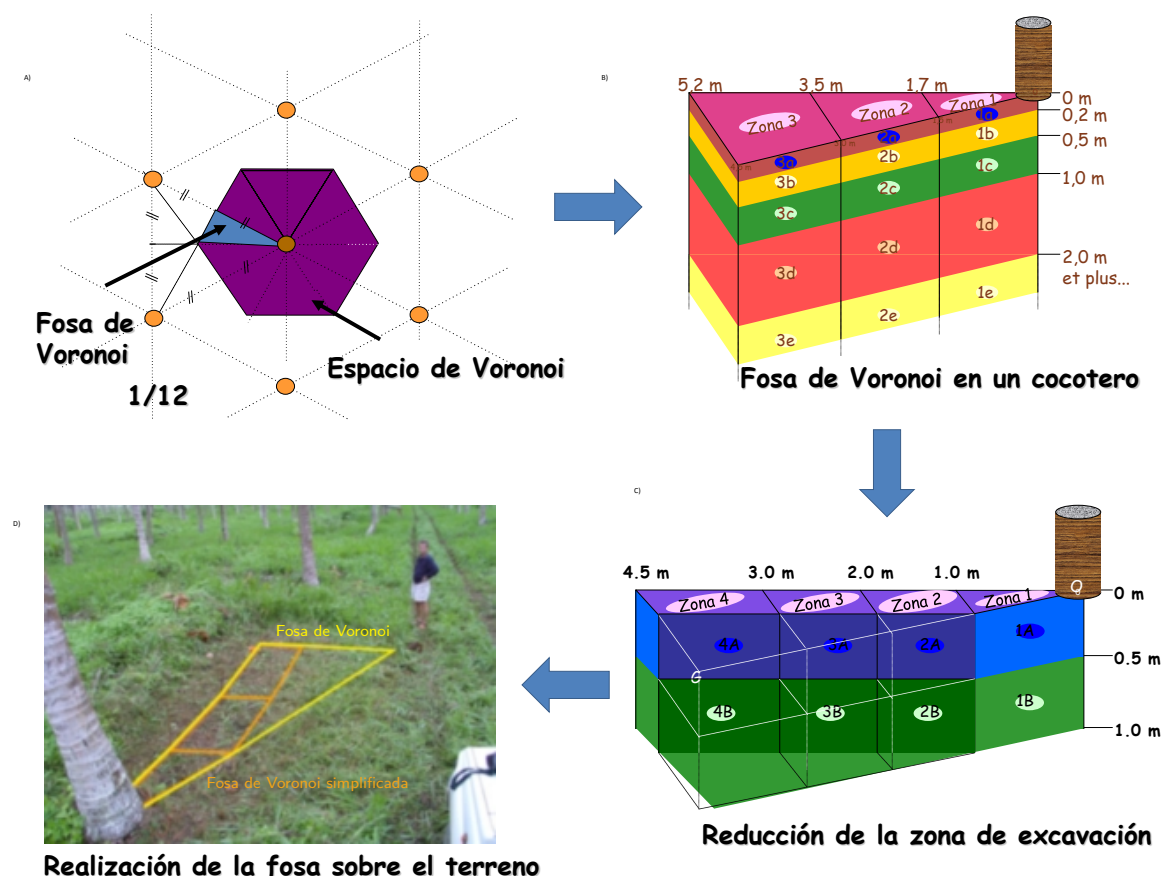 A)
Fosa de
Voronoi
1/12
Espacio de Voronoi
B)
5,2 m
3.5 m
1,7 m
0 m
0,2 m
0,5 m
1,0 m
2,0 m
et plus...
Zona 3
Zona 2
Zona 1
3a
2a
1a
3b
2b
1b
3c
2c
1c
3d
2d
1d
3e
2e
1e
Fosa de Voronoi en un cocotero
C)
4.5 m
3.0 m
2.0 m
1.0 m
0 m
0.5 m
1.0 m
Q
Zona 4
Zona 3
Zona 2
Zona 1
4A
3A
2A
1A
G
4B
3B
2B
1B
Reducción de la zona de excavación
D)
Fosa de Voronoi
Fosa de Voronoi simplificada
Realización de la fosa sobre el terreno